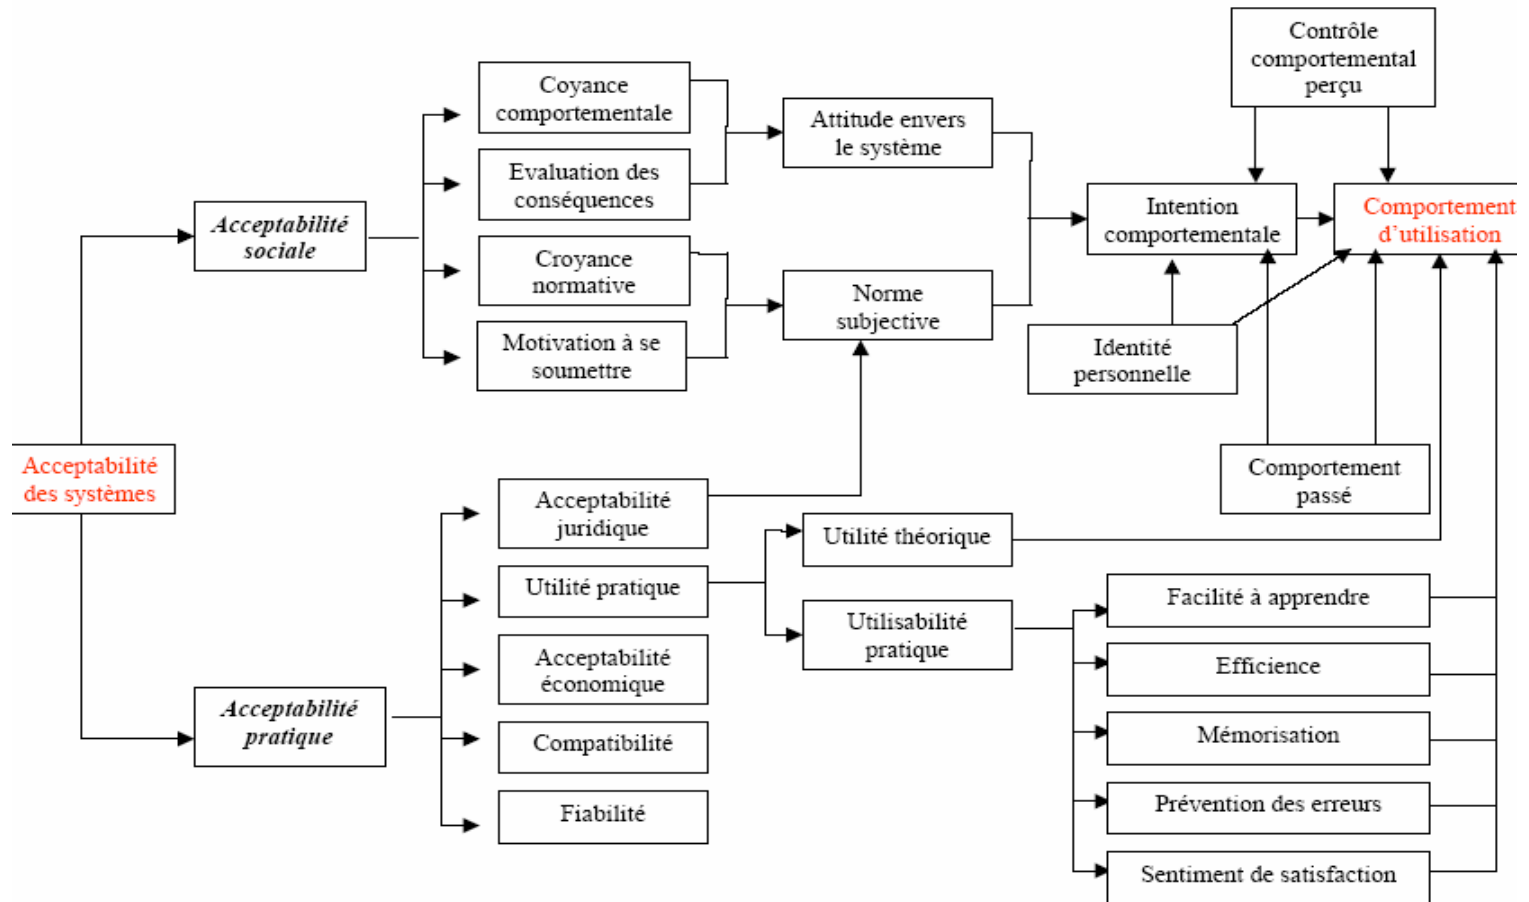 Contrôle
comportemental
perçu
Coyance
comportementale
Attitude envers
le système
Evaluation des
conséquences
Intention
comportementale
Comportement
d'utilisation
Acceptabilité
sociale
Croyance
normative
Norme
subjective
Motivation à se
soumettre
Identité
personnelle
Acceptabilité
des systèmes
Comportement
passé
Acceptabilité
juridique
Utilité théorique
Utilité pratique
Facilité à apprendre
Utilisabilité
pratique
Acceptabilité
économique
Efficience
Acceptabilité
pratique
Compatibilité
Mémorisation
Fiabilité
Prévention des erreurs
Sentiment de satisfaction